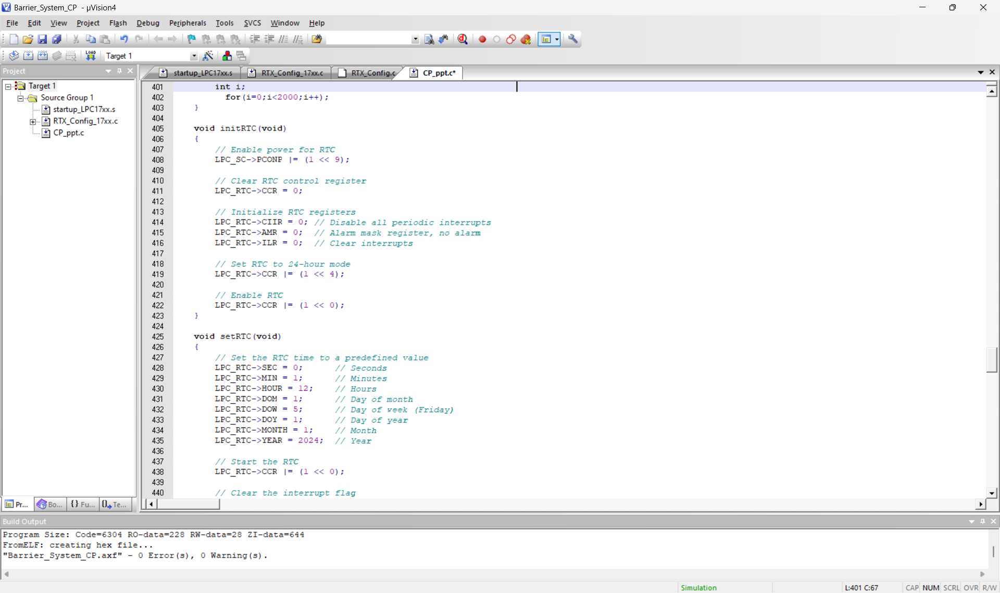 Barrier_System_CP - µVision4
File Edit View Project Flash Debug Peripherals Tools SVCS Window Help
LOAD Target 1
Project
Target 1
Source Group 1
startup_LPC17xx.s
RTX_Config_17xx.c
CP_ppt.c
Pr... Bo... {} Fu... Te...
startup_LPC17xx.s RTX_Config_17xx.c RTX_Config.c CP_ppt.c*
401 int i;
402 for(i=0;i<2000;i++);
403 }
404
405 void initRTC(void)
406 {
407 // Enable power for RTC
408 LPC_SC->PCONP |= (1 << 9);
409
410 // Clear RTC control register
411 LPC_RTC->CCR = 0;
412
413 // Initialize RTC registers
414 LPC_RTC->CIIR = 0; // Disable all periodic interrupts
415 LPC_RTC->AMR = 0; // Alarm mask register, no alarm
416 LPC_RTC->ILR = 0; // Clear interrupts
417
418 // Set RTC to 24-hour mode
419 LPC_RTC->CCR |= (1 << 4);
420
421 // Enable RTC
422 LPC_RTC->CCR |= (1 << 0);
423 }
424
425 void setRTC(void)
426 {
427 // Set the RTC time to a predefined value
428 LPC_RTC->SEC = 0; // Seconds
429 LPC_RTC->MIN = 1; // Minutes
430 LPC_RTC->HOUR = 12; // Hours
431 LPC_RTC->DOM = 1; // Day of month
432 LPC_RTC->DOW = 5; // Day of week (Friday)
433 LPC_RTC->DOY = 1; // Day of year
434 LPC_RTC->MONTH = 1; // Month
435 LPC_RTC->YEAR = 2024; // Year
436
437 // Start the RTC
438 LPC_RTC->CCR |= (1 << 0);
439
440 // Clear the interrupt flag
Build Output
Program Size: Code=6304 RO-data=228 RW-data=28 ZI-data=644
FromELF: creating hex file...
"Barrier_System_CP.axf" - 0 Error(s), 0 Warning(s).
Simulation L:401 C:67 CAP NUM SCRL OVR R/W